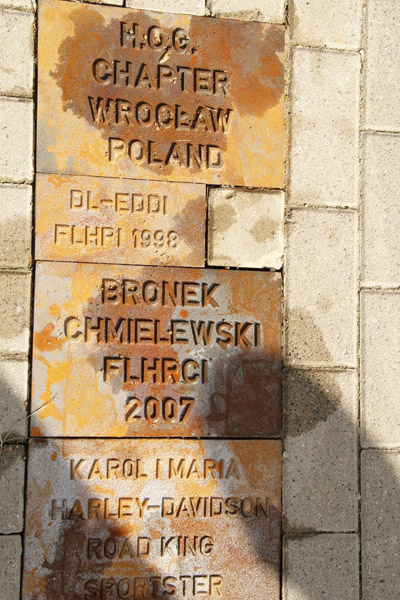 H.O.G.
CHAPTER
WROCŁAW
POLAND
DL-EDDI
FLHPI 1998
BRONEK
CHMIELEWSKI
FLHRCI
2007
KAROL I MARIA
HARLEY-DAVIDSON
ROAD KING
SPORTSTER